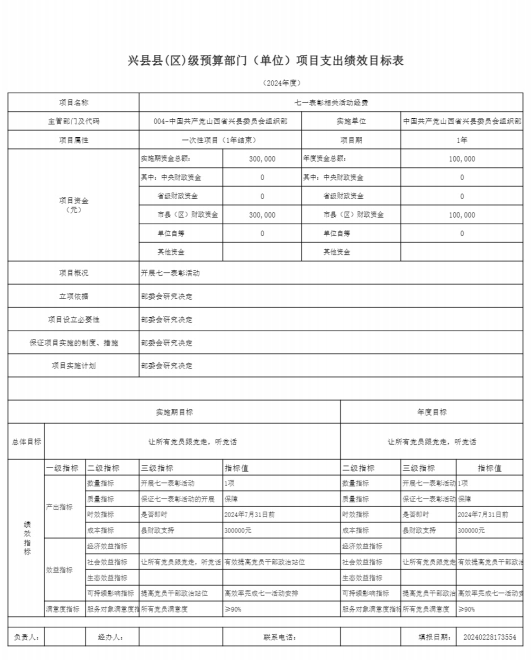 兴县县(区)级预算部门（单位）项目支出绩效目标表
（2024年度）
项目名称 七一表彰相关活动经费
主管部门及代码 004-中国共产党山西省兴县委员会组织部 实施单位 中国共产党山西省兴县委员会组织部
项目属性 一次性项目（1年结束） 项目期 1年
项目资金
（元）
实施期资金总额： 300,000 年度资金总额： 100,000
其中：中央财政资金 0 其中：中央财政资金 0
省级财政资金 0 省级财政资金 0
市县（区）财政资金 300,000 市县（区）财政资金 100,000
单位自筹 0 单位自筹 0
其他资金 其他资金
项目概况 开展七一表彰活动
立项依据 部委会研究决定
项目设立必要性 部委会研究决定
保证项目实施的制度、措施 部委会研究决定
项目实施计划 部委会研究决定
实施期目标 年度目标
总体目标 让所有党员跟党走，听党话 让所有党员跟党走，听党话
绩效指标
一级指标 二级指标 三级指标 指标值 二级指标 三级指标 指标值
产出指标
数量指标 开展七一表彰活动 1项 数量指标 开展七一表彰活动 1项
质量指标 保证七一表彰活动的开展 保障 质量指标 保证七一表彰活动 保障
时效指标 是否即时 2024年7月31日前 时效指标 是否即时 2024年7月31日前
成本指标 县财政支持 300000元 成本指标 县财政支持 300000元
效益指标
经济效益指标 经济效益指标
社会效益指标 让所有党员跟党走，听党话 有效提高党员干部政治站位 社会效益指标 让所有党员跟党走 有效提高党员干部政治
生态效益指标 生态效益指标
可持续影响指标 提高党员干部政治站位 高效率完成七一活动安排 可持续影响指标 提高党员干部政治 高效率完成七一活动
满意度指标 服务对象满意度指 所有党员满意度 ≥90% 服务对象满意度指 所有党员满意度 ≥90%
负责人： 经办人： 联系电话： 填报日期： 20240228173554